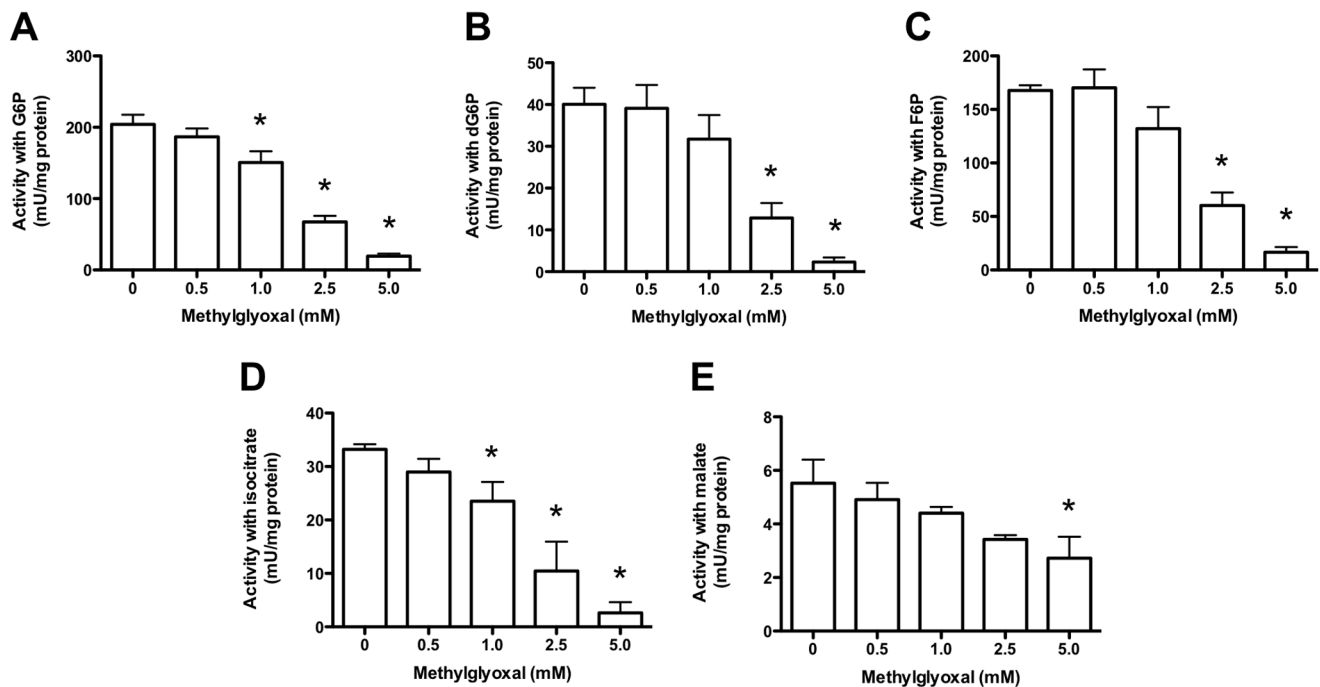 A
Activity with G6P
(mU/mg protein)
300
200
100
0
*
*
*
0 0.5 1.0 2.5 5.0
Methylglyoxal (mM)
B
Activity with dG6P
(mU/mg protein)
50
40
30
20
10
0
*
*
0 0.5 1.0 2.5 5.0
Methylglyoxal (mM)
C
Activity with F6P
(mU/mg protein)
200
150
100
50
0
*
*
0 0.5 1.0 2.5 5.0
Methylglyoxal (mM)
D
Activity with isocitrate
(mU/mg protein)
40
30
20
10
0
*
*
*
0 0.5 1.0 2.5 5.0
Methylglyoxal (mM)
E
Activity with malate
(mU/mg protein)
8
6
4
2
0
*
0 0.5 1.0 2.5 5.0
Methylglyoxal (mM)